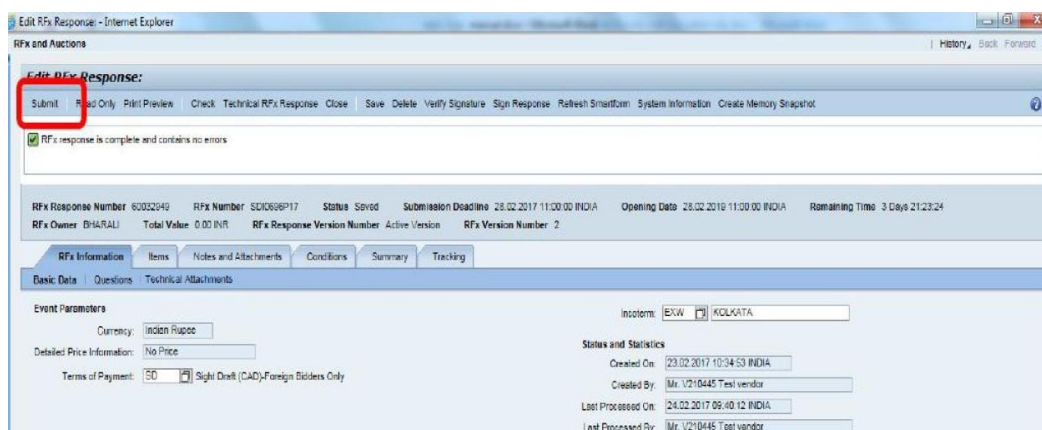 Edit RFx Response: - Internet Explorer
RFx and Auctions
History Back Forward
Edit RFx Response:
Submit Read Only Print Preview Check Technical RFx Response Close Save Delete Verify Signature Sign Response Refresh Smartform System Information Create Memory Snapshot
RFx response is complete and contains no errors
RFx Response Number 60032949 RFx Number SDI0696P17 Status Saved Submission Deadline 28.02.2017 11:00:00 INDIA Opening Date 28.02.2019 11:00:00 INDIA Remaining Time 3 Days 21:23:24
RFx Owner BHARALI Total Value 0.00 INR RFx Response Version Number Active Version RFx Version Number 2
RFx Information Items Notes and Attachments Conditions Summary Tracking
Basic Data Questions Technical Attachments
Event Parameters
Incoterm: EXW KOLKATA
Currency: Indian Rupee
Status and Statistics
Detailed Price Information: No Price
Created On: 23.02.2017 10:34:53 INDIA
Terms of Payment: SD Sight Draft (CAD)-Foreign Bidders Only
Created By: Mr. V210445 Test vendor
Last Processed On: 24.02.2017 09:40:12 INDIA
Last Processed By: Mr. V210445 Test vendor